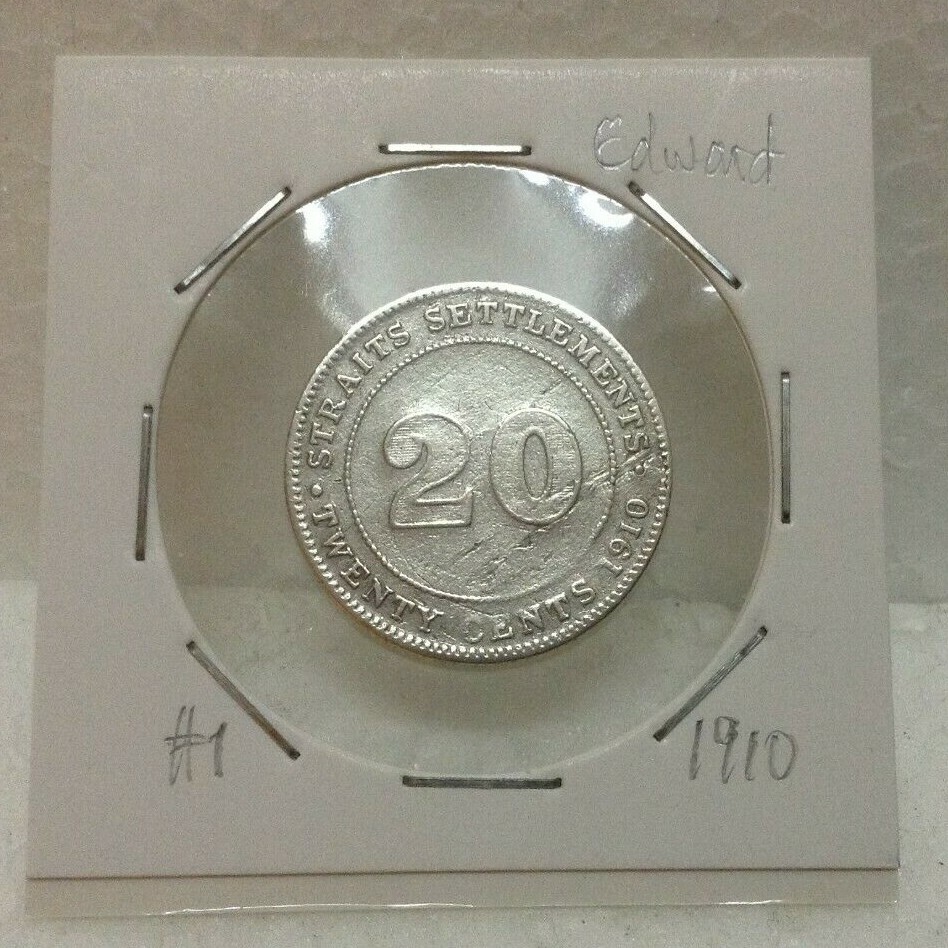 Edward
STRAITS SETTLEMENTS
20
TWENTY CENTS 1910
#1
1910